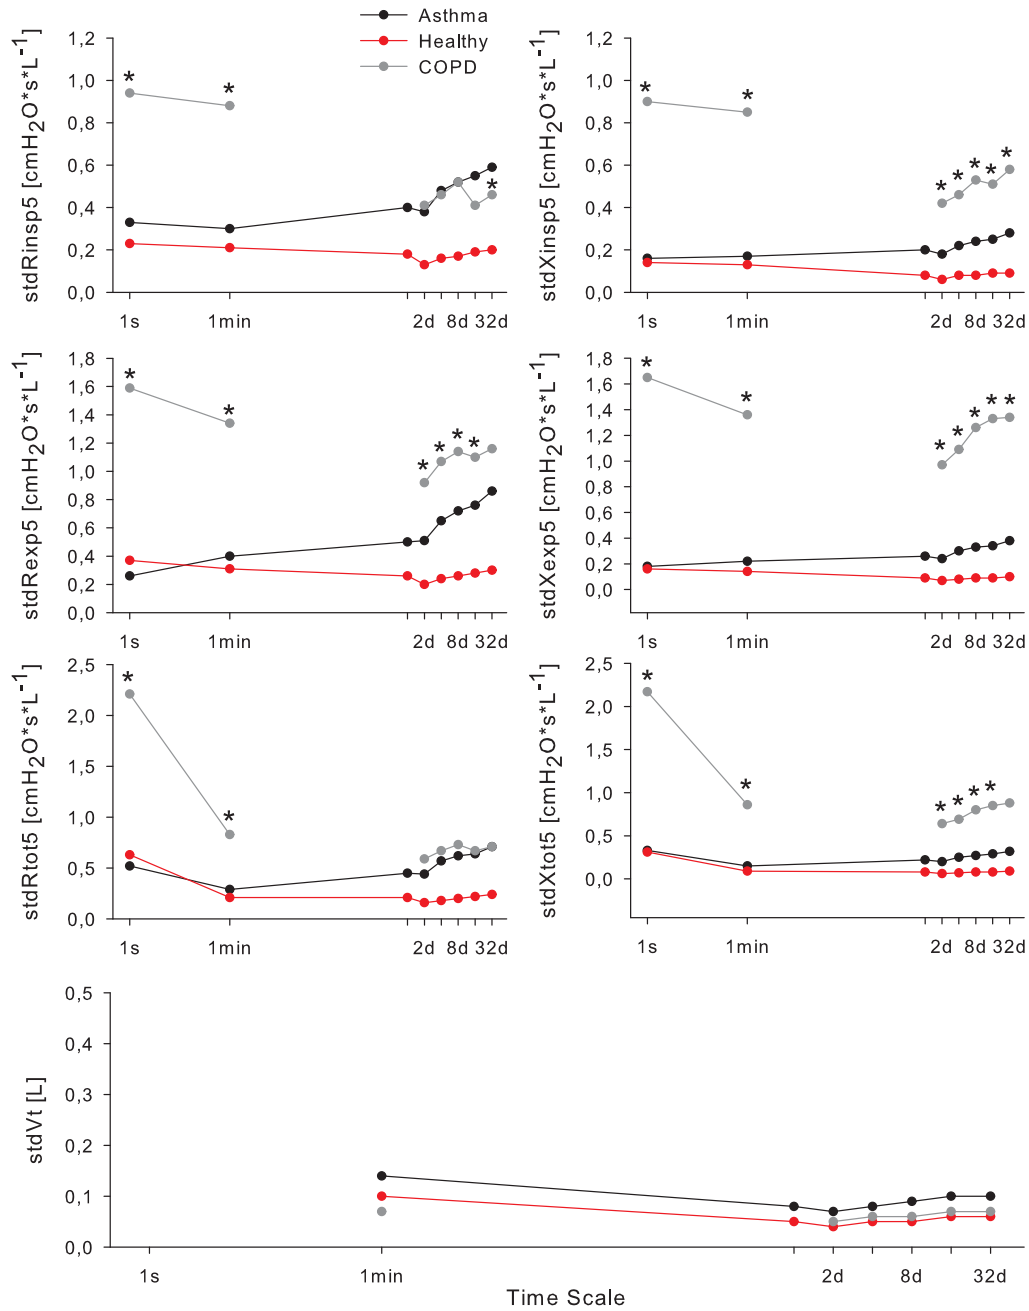 Asthma
Healthy
COPD
stdRinsp5 [cmH2O*s*L-1]
1,2
1,0
0,8
0,6
0,4
0,2
0,0
* * *
1s 1min 2d 8d 32d
stdXinsp5 [cmH2O*s*L-1]
1,2
1,0
0,8
0,6
0,4
0,2
0,0
* * * * * * *
1s 1min 2d 8d 32d
stdRexp5 [cmH2O*s*L-1]
1,8
1,6
1,4
1,2
1,0
0,8
0,6
0,4
0,2
0,0
* * * * * *
1s 1min 2d 8d 32d
stdXexp5 [cmH2O*s*L-1]
1,8
1,6
1,4
1,2
1,0
0,8
0,6
0,4
0,2
0,0
* * * * * * *
1s 1min 2d 8d 32d
stdRtot5 [cmH2O*s*L-1]
2,5
2,0
1,5
1,0
0,5
0,0
* *
1s 1min 2d 8d 32d
stdXtot5 [cmH2O*s*L-1]
2,5
2,0
1,5
1,0
0,5
0,0
* * * * * *
1s 1min 2d 8d 32d
stdVt [L]
0,5
0,4
0,3
0,2
0,1
0,0
1s 1min 2d 8d 32d
Time Scale